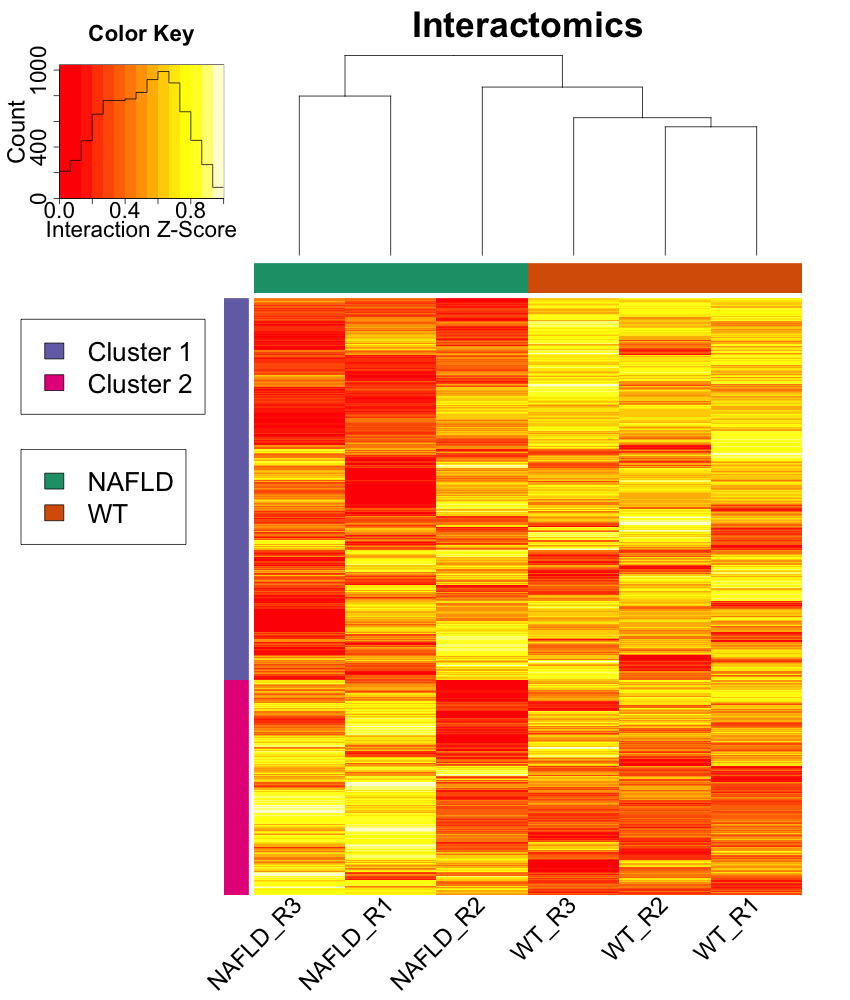 Interactomics
Color Key
Count
0 400 1000
0.0 0.4 0.8
Interaction Z-Score
Cluster 1
Cluster 2
NAFLD
WT
NAFLD_R3
NAFLD_R1
NAFLD_R2
WT_R3
WT_R2
WT_R1